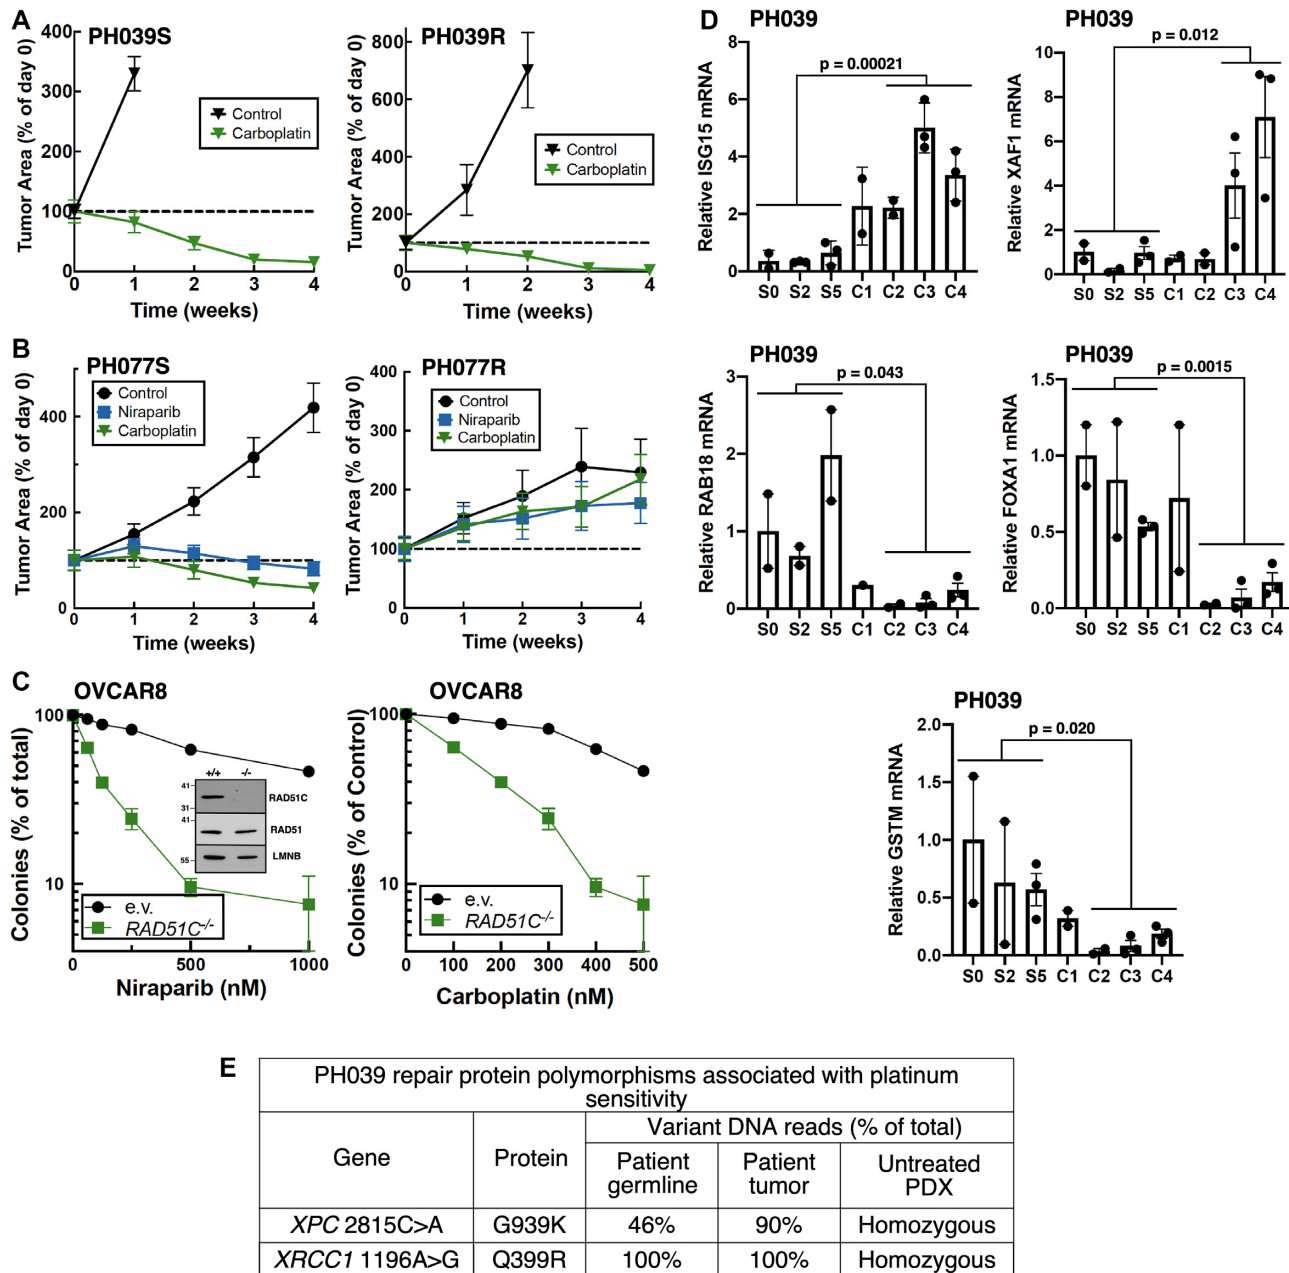 A
PH039S
Tumor Area (% of day 0)
400
300
200
100
0
Control
Carboplatin
0 1 2 3 4
Time (weeks)
PH039R
Tumor Area (% of day 0)
800
600
400
200
0
Control
Carboplatin
0 1 2 3 4
Time (weeks)
B
PH077S
Tumor Area (% of day 0)
400
200
0
Control
Niraparib
Carboplatin
0 1 2 3 4
Time (weeks)
PH077R
Tumor Area (% of day 0)
400
300
200
100
0
Control
Niraparib
Carboplatin
0 1 2 3 4
Time (weeks)
C
OVCAR8
Colonies (% of total)
100
10
+/+ -/-
41
31
RAD51C
41
RAD51
55
LMNB
e.v.
RAD51C-/-
0 500 1000
Niraparib (nM)
OVCAR8
Colonies (% of Control)
100
10
e.v.
RAD51C-/-
0 100 200 300 400 500
Carboplatin (nM)
D
PH039
Relative ISG15 mRNA
8
6
4
2
0
p = 0.00021
S0 S2 S5 C1 C2 C3 C4
PH039
Relative XAF1 mRNA
10
8
6
4
2
0
p = 0.012
S0 S2 S5 C1 C2 C3 C4
PH039
Relative RAB18 mRNA
3
2
1
0
p = 0.043
S0 S2 S5 C1 C2 C3 C4
PH039
Relative FOXA1 mRNA
1.5
1.0
0.5
0.0
p = 0.0015
S0 S2 S5 C1 C2 C3 C4
PH039
Relative GSTM mRNA
2.0
1.5
1.0
0.5
0.0
p = 0.020
S0 S2 S5 C1 C2 C3 C4
E
PH039 repair protein polymorphisms associated with platinum
sensitivity
Gene
Protein
Variant DNA reads (% of total)
Patient germline
Patient tumor
Untreated PDX
XPC 2815C>A G939K 46% 90% Homozygous
XRCC1 1196A>G Q399R 100% 100% Homozygous